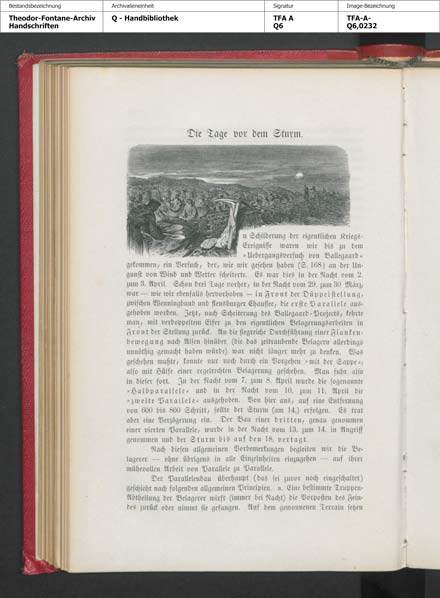 Bestandsbezeichnung
Theodor-Fontane-Archiv
Handschriften
Archivalieneinheit
Q - Handbibliothek
Signatur
TFA A
Q6
Image-Bezeichnung
TFA-A-
Q6,0232
Die Tage vor dem Sturm.
In Schilderung der eigentlichen Kriegs-
Ereignisse waren wir bis zu dem
»Uebergangsversuch von Ballegaard«
gekommen, ein Versuch, der, wie wir gesehen haben (S. 168) an der Un-
gunst von Wind und Wetter scheiterte. Es war dies in der Nacht vom 2.
zum 3. April. Schon drei Tage vorher, in der Nacht vom 29. zum 30. März,
war — wie wir ebenfalls hervorhoben — in Front der Düppelstellung,
zwischen Wenningbund und flensburger Chaussee, die erste Parallele aus-
gehoben worden. Jetzt, nach Scheiterung des Ballegaard-Projects, kehrte
man, mit verdoppeltem Eifer zu den eigentlichen Belagerungsarbeiten in
Front der Stellung zurück. An die siegreiche Durchführung einer Flanken-
bewegung nach Alsen hinüber (die das zeitraubende Belagern allerdings
unnöthig gemacht haben würde) war nicht länger mehr zu denken. Was
geschehen mußte, konnte nur noch durch ein Vorgehen »mit der Sappe«,
also mit Hülfe einer regelrechten Belagerung geschehen. Man fuhr also
in dieser fort. In der Nacht vom 7. zum 8. April wurde die sogenannte
»Halbparallele« und in der Nacht vom 10. zum 11. April die
»zweite Parallele« ausgehoben. Von hier aus, auf eine Entfernung
von 600 bis 800 Schritt, sollte der Sturm (am 14.) erfolgen. Es trat
aber eine Verzögerung ein. Der Bau einer dritten, genau genommen
einer vierten Parallele, wurde in der Nacht vom 13. zum 14. in Angriff
genommen und der Sturm bis auf den 18. vertagt.
Nach diesen allgemeinen Vorbemerkungen begleiten wir die Be-
lagerer — ohne übrigens in alle Einzelnheiten einzugehen — auf ihrer
mühevollen Arbeit von Parallele zu Parallele.
Der Parallelenbau überhaupt (das sei zuvor noch eingeschaltet)
geschieht nach folgenden allgemeinen Principien. a. Eine bestimmte Truppen-
Abtheilung der Belagerer wirft (immer bei Nacht) die Vorposten des Fein-
des zurück oder nimmt sie gefangen. Auf dem gewonnenen Terrain setzen